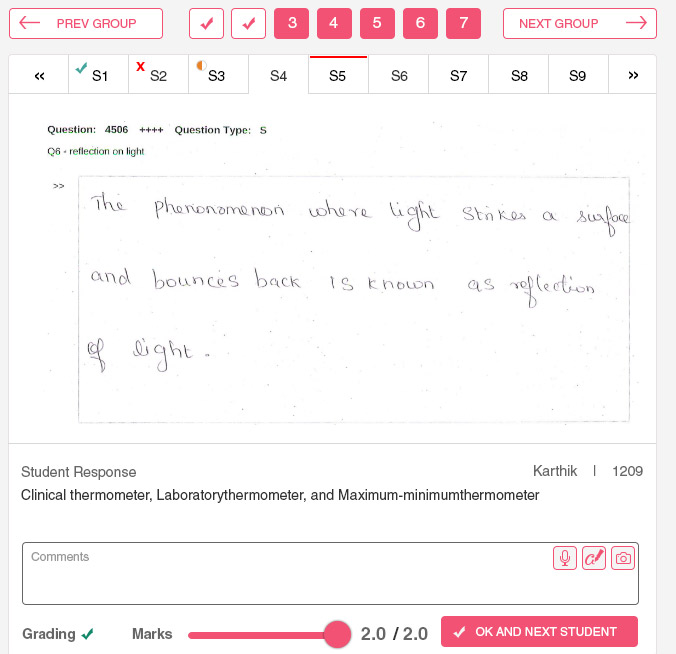 PREV GROUP 3 4 5 6 7 NEXT GROUP
« S1 X S2 S3 S4 S5 S6 S7 S8 S9 »
Question: 4506 ++++ Question Type: S
Q6 - reflection on light
>>
The phenonomenon where light strikes a surface
and bounces back is known as reflection
of light.
Student Response Karthik | 1209
Clinical thermometer, Laboratorythermometer, and Maximum-minimumthermometer
Comments
Grading Marks 2.0 / 2.0 OK AND NEXT STUDENT